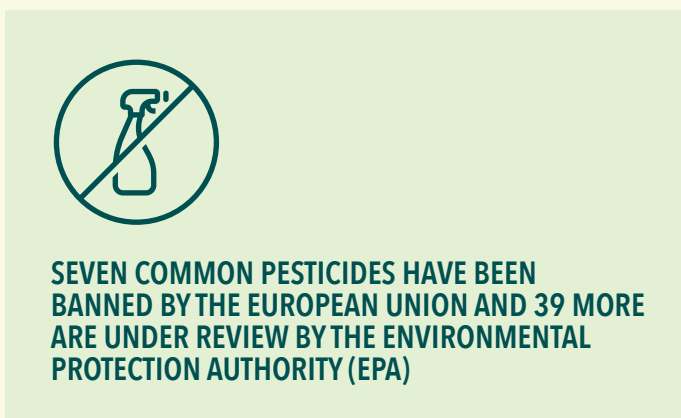 SEVEN COMMON PESTICIDES HAVE BEEN
BANNED BY THE EUROPEAN UNION AND 39 MORE
ARE UNDER REVIEW BY THE ENVIRONMENTAL
PROTECTION AUTHORITY (EPA)